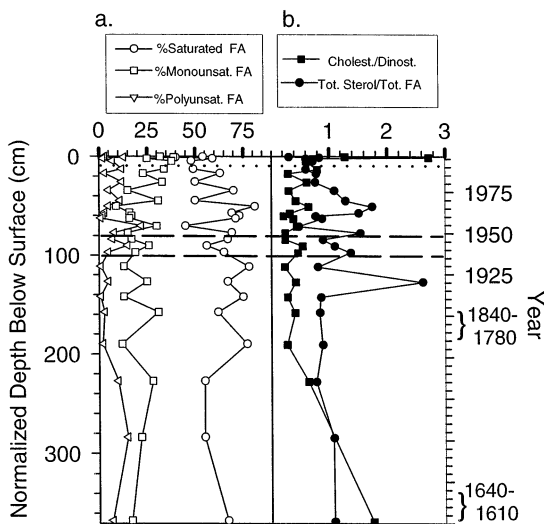 a.
b.
%Saturated FA
%Monounsat. FA
%Polyunsat. FA
Cholest./Dinost.
Tot. Sterol/Tot. FA
0 25 50 75
1 2 3
Normalized Depth Below Surface (cm)
0
100
200
300
1975
1950
1925
1840-
1780
1640-
1610
Year